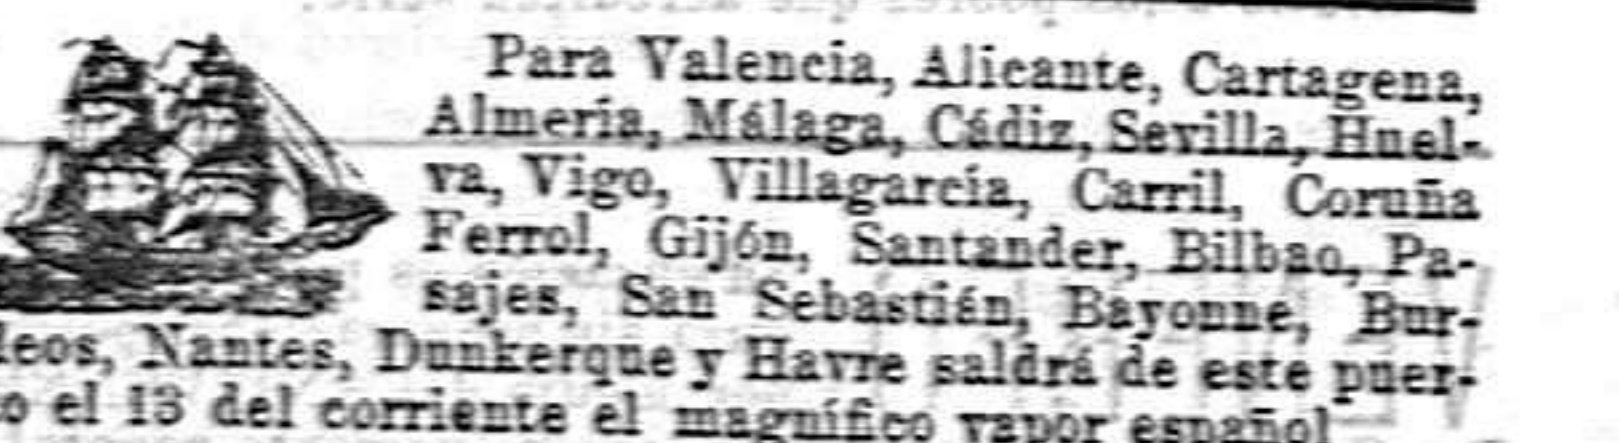 Para Valencia, Alicante, Cartagena,
Almería, Málaga, Cádiz, Sevilla, Huel-
va, Vigo, Villagarcía, Carril, Coruña
Ferrol, Gijón, Santander, Bilbao, Pa-
sajes, San Sebastián, Bayonne, Bur-
deos, Nantes, Dunkerque y Havre saldrá de este puer-
to el 13 del corriente el magnífico vapor español